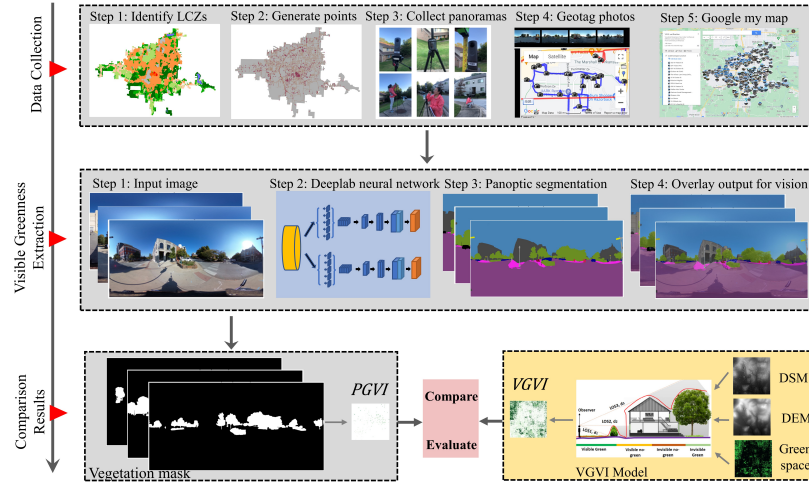 Data Collection
Step 1: Identify LCZs
Step 2: Generate points
Step 3: Collect panoramas
Step 4: Geotag photos
Step 5: Google my map
Map
Satellite
Visible Greenness
Extraction
Step 1: Input image
Step 2: Deeplab neural network
Step 3: Panoptic segmentation
Step 4: Overlay output for vision
Comparison
Results
Vegetation mask
PGVI
Compare
Evaluate
VGVI
Observer
Visible Green
Visible no-
green
Invisible no-
green
Invisible
Green
VGVI Model
DSM
DEM
Green
space